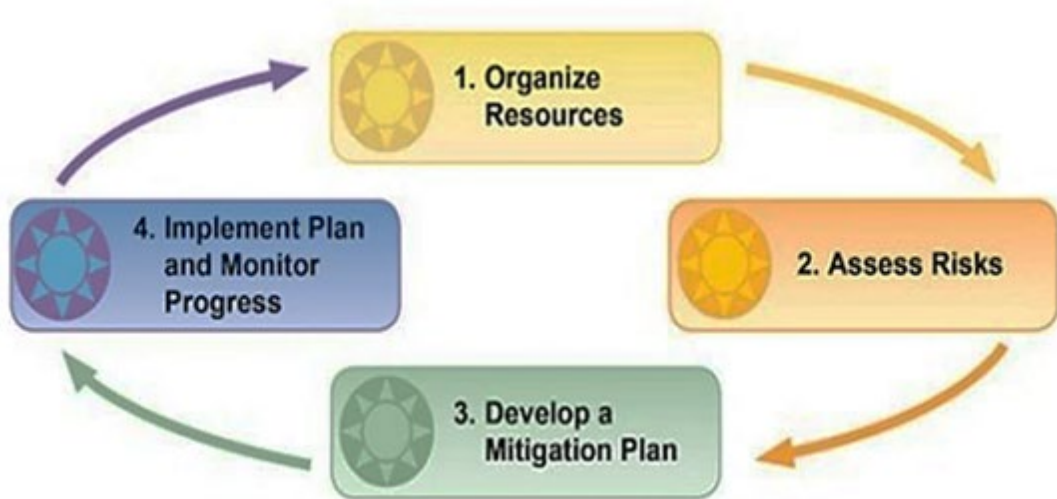 1. Organize
Resources
2. Assess Risks
3. Develop a
Mitigation Plan
4. Implement Plan
and Monitor
Progress